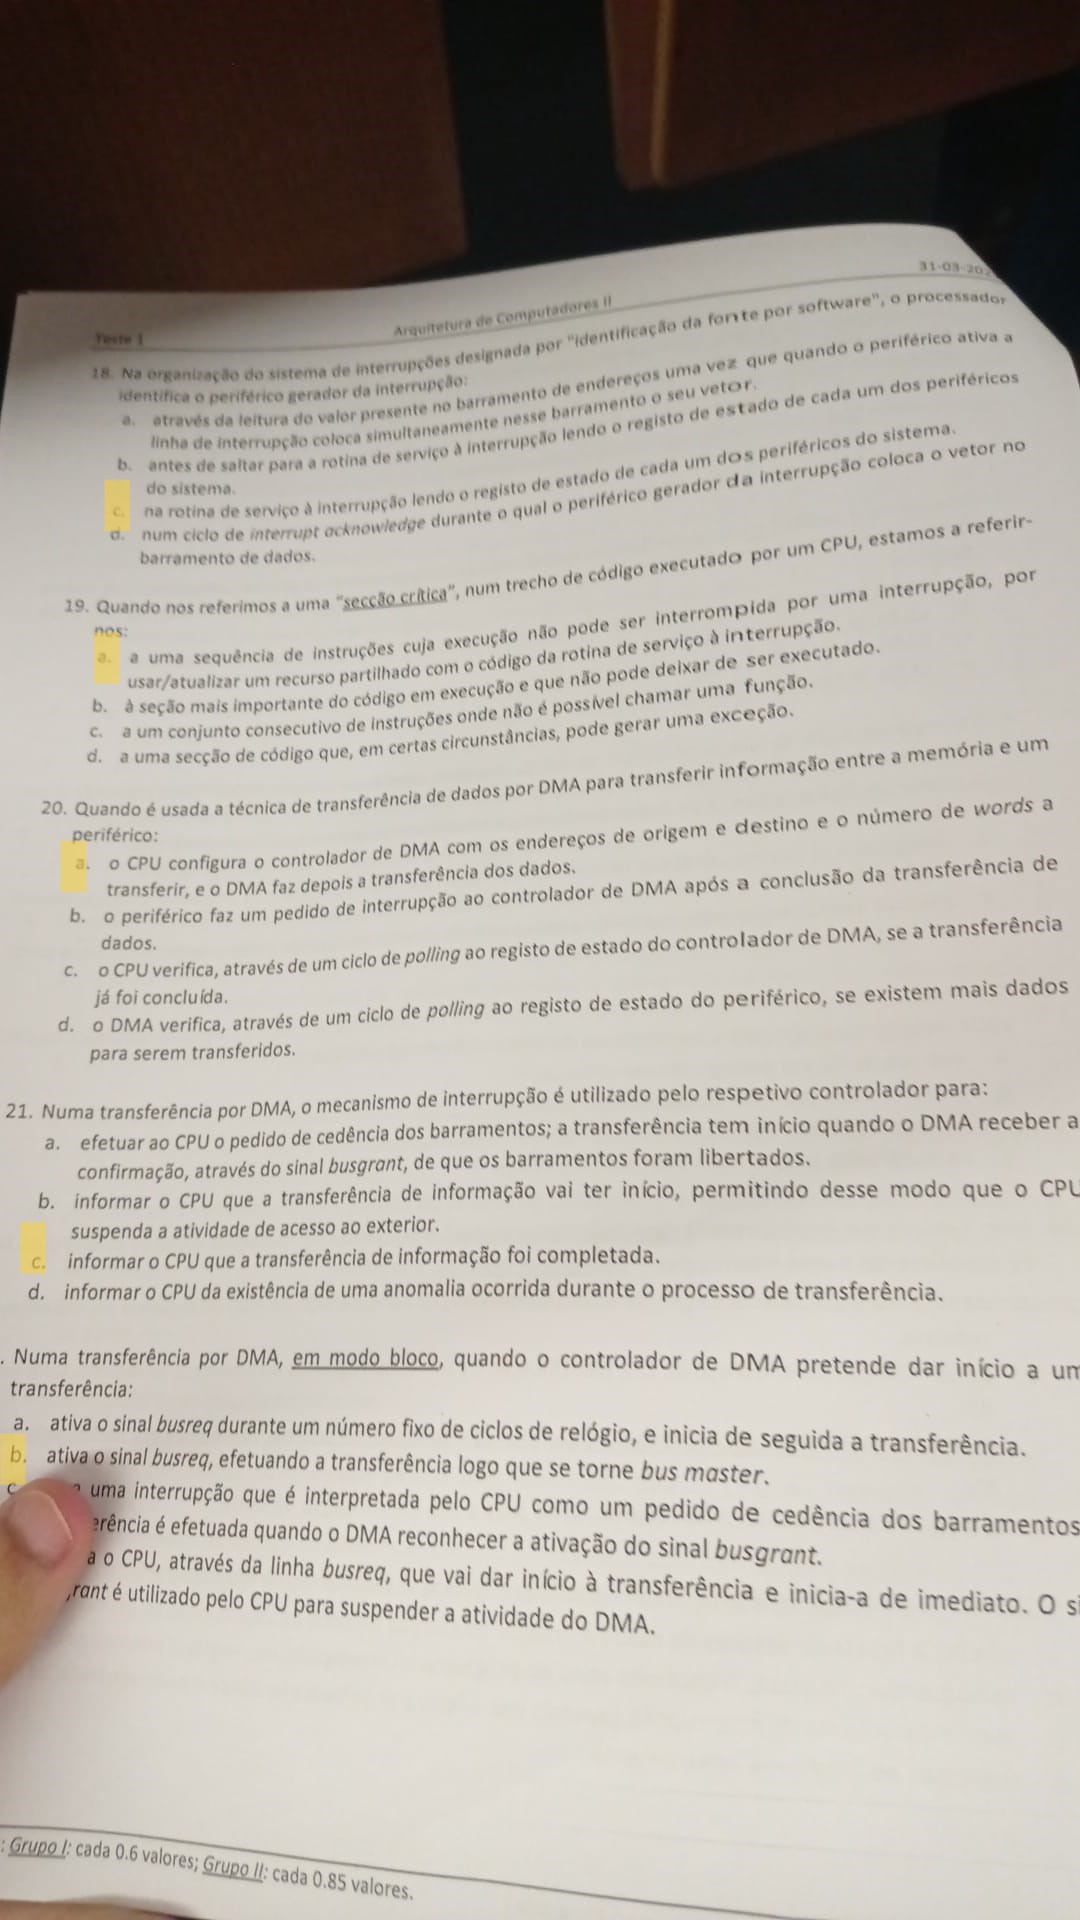 31-03-20
Teste 1
Arquitetura de Computadores II
18. Na organização do sistema de interrupções designada por "identificação da fonte por software", o processador
identifica o periférico gerador da interrupção:
a. através da leitura do valor presente no barramento de endereços uma vez que quando o periférico ativa a
linha de interrupção coloca simultaneamente nesse barramento o seu vetor.
b. antes de saltar para a rotina de serviço à interrupção lendo o registo de estado de cada um dos periféricos
do sistema.
c. na rotina de serviço à interrupção lendo o registo de estado de cada um dos periféricos do sistema.
d. num ciclo de interrupt acknowledge durante o qual o periférico gerador da interrupção coloca o vetor no
barramento de dados.
19. Quando nos referimos a uma "secção crítica", num trecho de código executado por um CPU, estamos a referir-
nos:
a. a uma sequência de instruções cuja execução não pode ser interrompida por uma interrupção, por
usar/atualizar um recurso partilhado com o código da rotina de serviço à interrupção.
b. à seção mais importante do código em execução e que não pode deixar de ser executado.
c. a um conjunto consecutivo de instruções onde não é possível chamar uma função.
d. a uma secção de código que, em certas circunstâncias, pode gerar uma exceção.
20. Quando é usada a técnica de transferência de dados por DMA para transferir informação entre a memória e um
periférico:
a. o CPU configura o controlador de DMA com os endereços de origem e destino e o número de words a
transferir, e o DMA faz depois a transferência dos dados.
b. o periférico faz um pedido de interrupção ao controlador de DMA após a conclusão da transferência de
dados.
c. o CPU verifica, através de um ciclo de polling ao registo de estado do controlador de DMA, se a transferência
já foi concluída.
d. o DMA verifica, através de um ciclo de polling ao registo de estado do periférico, se existem mais dados
para serem transferidos.
21. Numa transferência por DMA, o mecanismo de interrupção é utilizado pelo respetivo controlador para:
a. efetuar ao CPU o pedido de cedência dos barramentos; a transferência tem início quando o DMA receber a
confirmação, através do sinal busgrant, de que os barramentos foram libertados.
b. informar o CPU que a transferência de informação vai ter início, permitindo desse modo que o CPU
suspenda a atividade de acesso ao exterior.
c. informar o CPU que a transferência de informação foi completada.
d. informar o CPU da existência de uma anomalia ocorrida durante o processo de transferência.
. Numa transferência por DMA, em modo bloco, quando o controlador de DMA pretende dar início a um
transferência:
a. ativa o sinal busreq durante um número fixo de ciclos de relógio, e inicia de seguida a transferência.
b. ativa o sinal busreq, efetuando a transferência logo que se torne bus master.
c uma interrupção que é interpretada pelo CPU como um pedido de cedência dos barramentos
erência é efetuada quando o DMA reconhecer a ativação do sinal busgrant.
a o CPU, através da linha busreq, que vai dar início à transferência e inicia-a de imediato. O si
rant é utilizado pelo CPU para suspender a atividade do DMA.
: Grupo I: cada 0.6 valores; Grupo II: cada 0.85 valores.